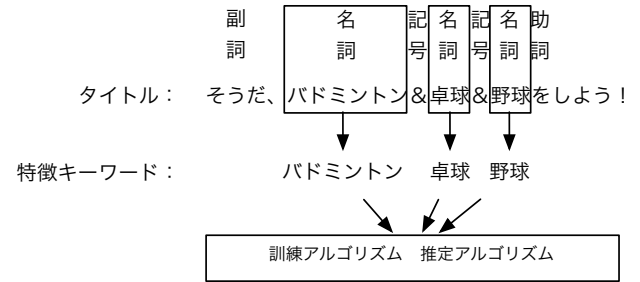 副詞 名詞 記号 名詞 記号 名詞 助詞
タイトル： そうだ、バドミントン&卓球&野球をしよう！
特徴キーワード： バドミントン 卓球 野球
訓練アルゴリズム 推定アルゴリズム